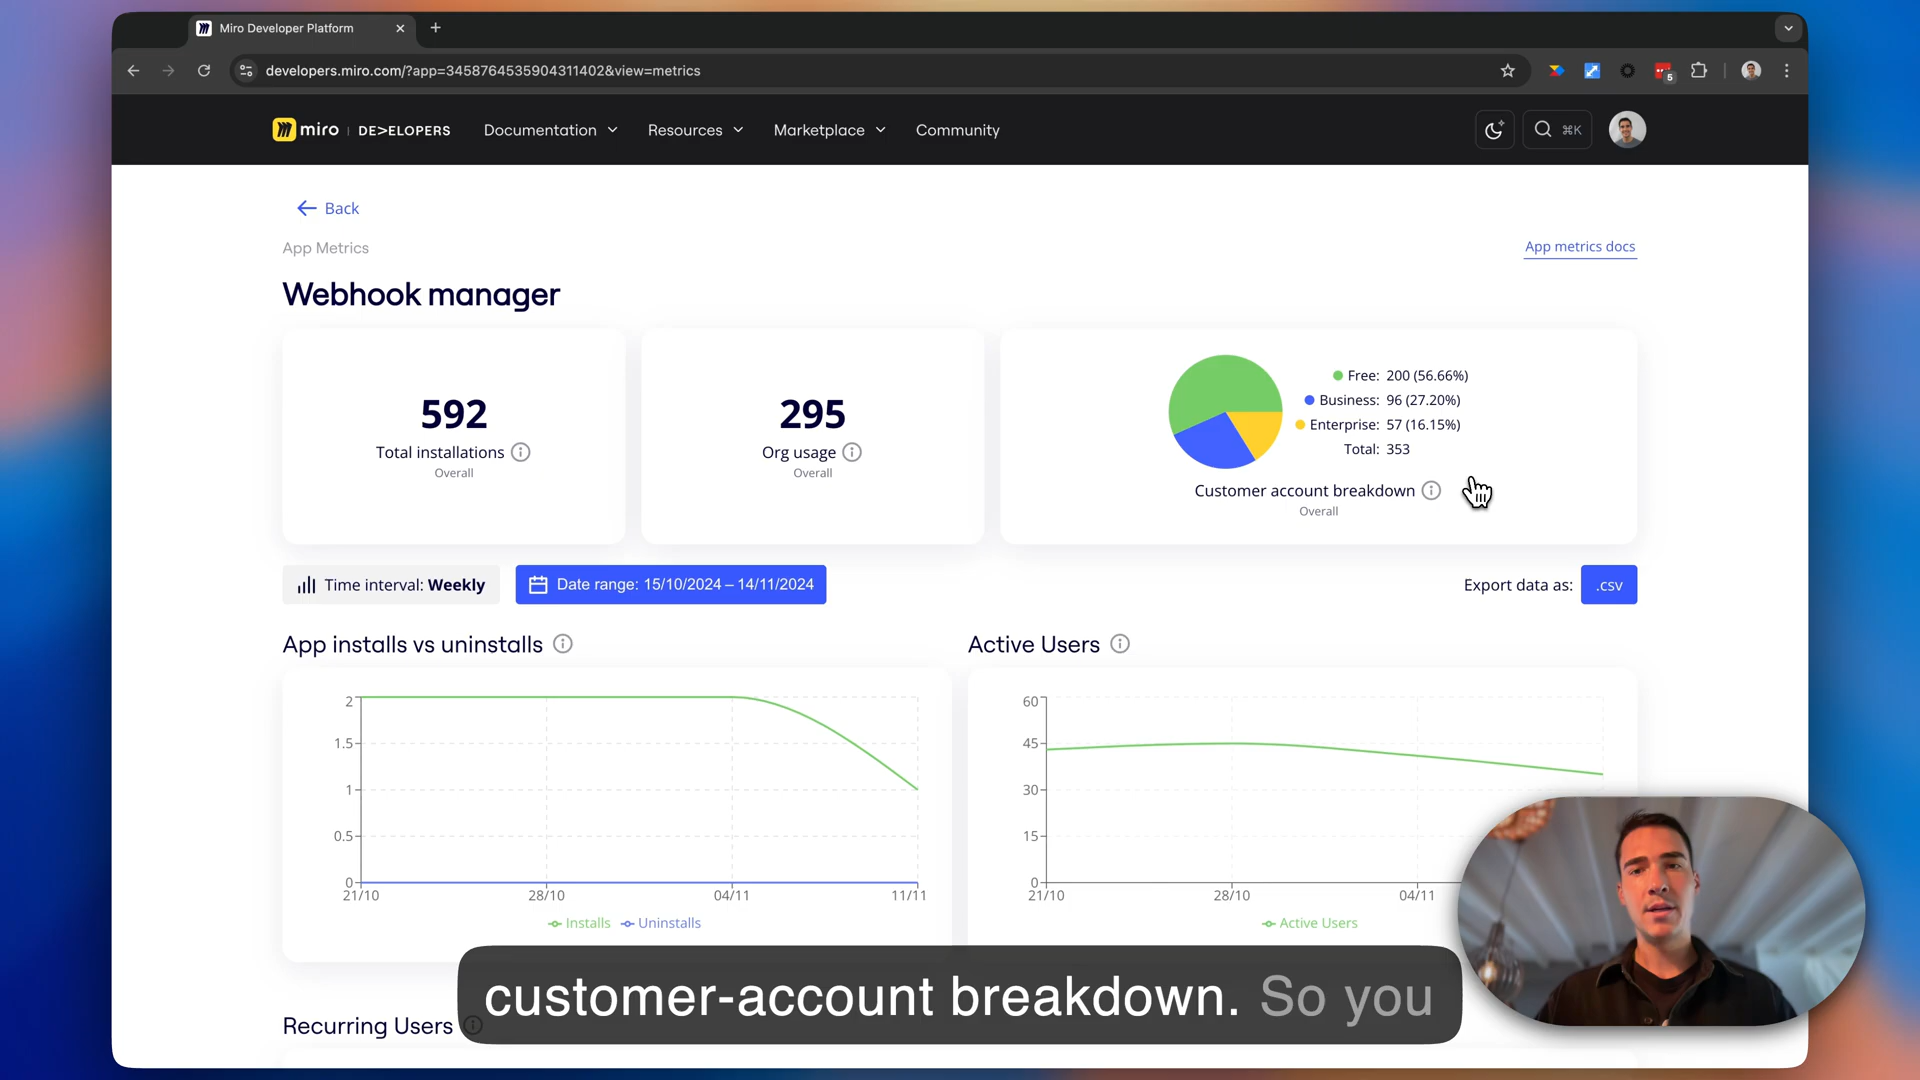 Miro Developer Platform
developers.miro.com/?app=3458764535904311402&view=metrics
5
miro | DE>ELOPERS
Documentation
Resources
Marketplace
Community
⌘K
Back
App Metrics
App metrics docs
Webhook manager
592
Total installations
Overall
295
Org usage
Overall
Free: 200 (56.66%)
Business: 96 (27.20%)
Enterprise: 57 (16.15%)
Total: 353
Customer account breakdown
Overall
Time interval: Weekly
Date range: 15/10/2024 – 14/11/2024
Export data as: .csv
App installs vs uninstalls
2
1.5
1
0.5
0
21/10 28/10 04/11 11/11
Installs Uninstalls
Active Users
60
45
30
15
0
21/10 28/10 04/11
Active Users
customer-account breakdown. So you
Recurring Users